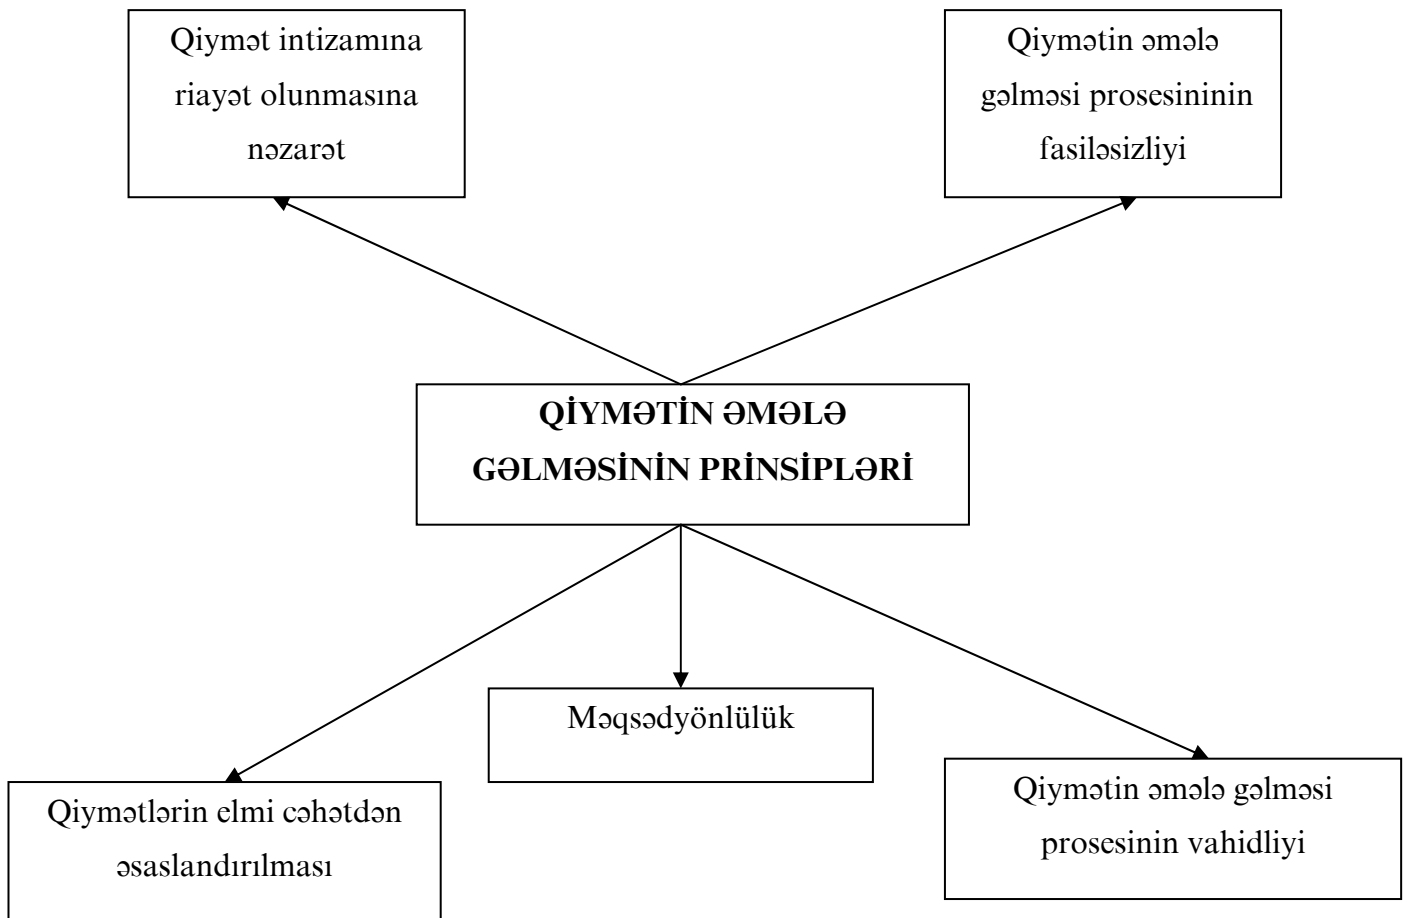 Qiymət intizamına
riayət olunmasına
nəzarət
Qiymətin əmələ
gəlməsi prosesininin
fasiləsizliyi
QİYMƏTİN ƏMƏLƏ
GƏLMƏSİNİN PRİNSİPLƏRİ
Məqsədyönlülük
Qiymətlərin elmi cəhətdən
əsaslandırılması
Qiymətin əmələ gəlməsi
prosesinin vahidliyi